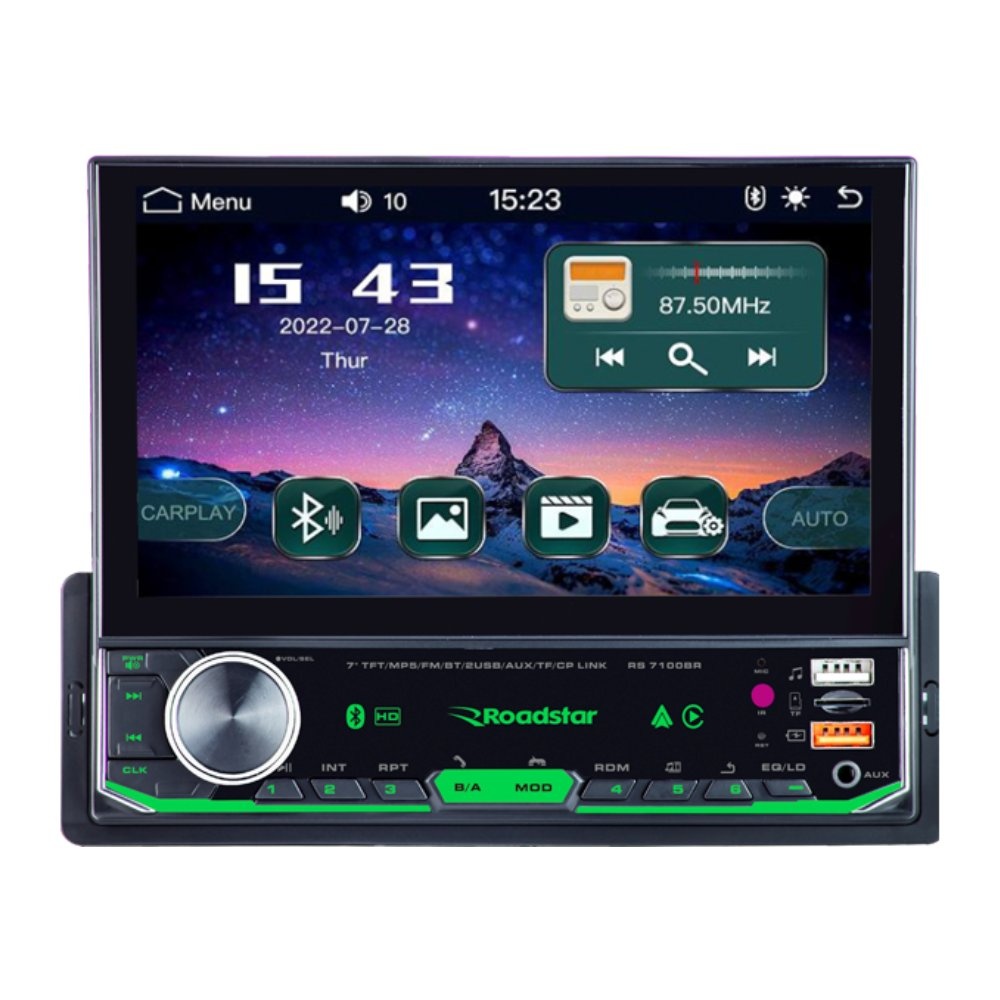 Menu
10
15:23
15 43
2022-07-28
Thur
87.50MHz
CARPLAY
AUTO
PWR
VOL/SEL
7" TFT/MP5/FM/BT/2USB/AUX/TF/CP LINK
RS 7100BR
MIC
HD
Roadstar
IR
TF
RST
CLK
INT
RPT
RDM
EQ/LD
AUX
1
2
3
B/A
MOD
4
5
6